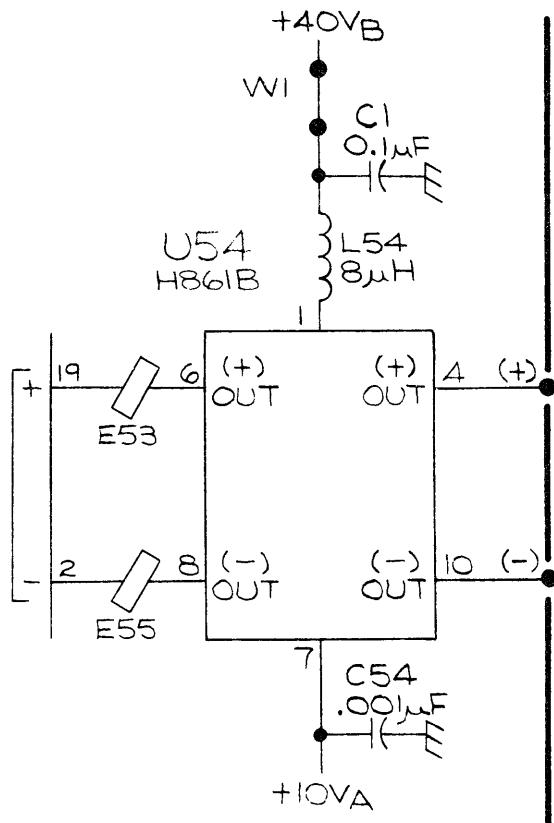 +40VB
W1
C1
0.1µF
U54
H861B
L54
8µH
1
19 6 (+) (+) 4 (+)
+ OUT OUT
E53
2 8 (-) (-) 10 (-)
- OUT OUT
E55
7
C54
.001µF
+10VA